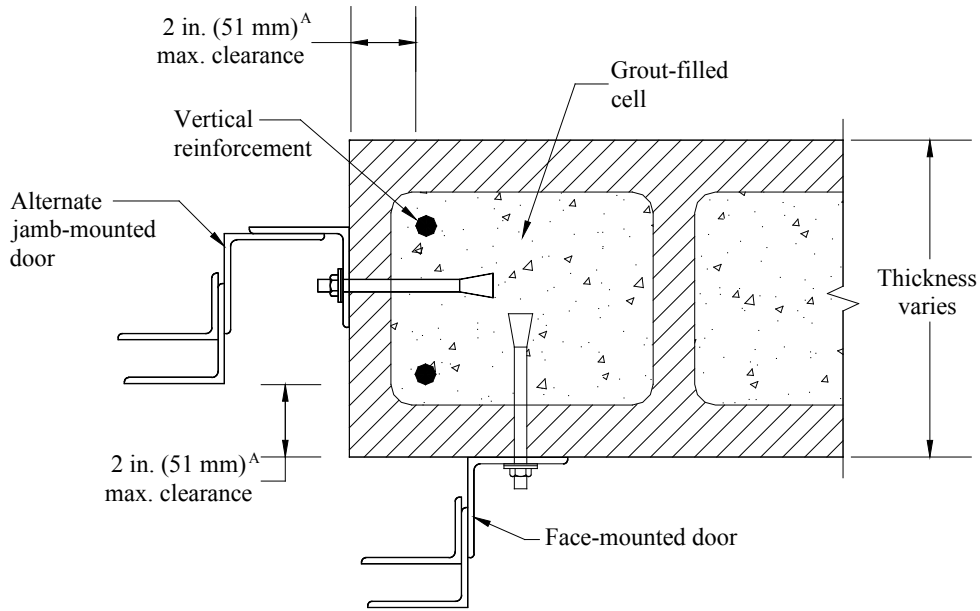 2 in. (51 mm)ᴬ
max. clearance
Grout-filled
cell
Vertical
reinforcement
Alternate
jamb-mounted
door
Thickness
varies
2 in. (51 mm)ᴬ
max. clearance
Face-mounted door